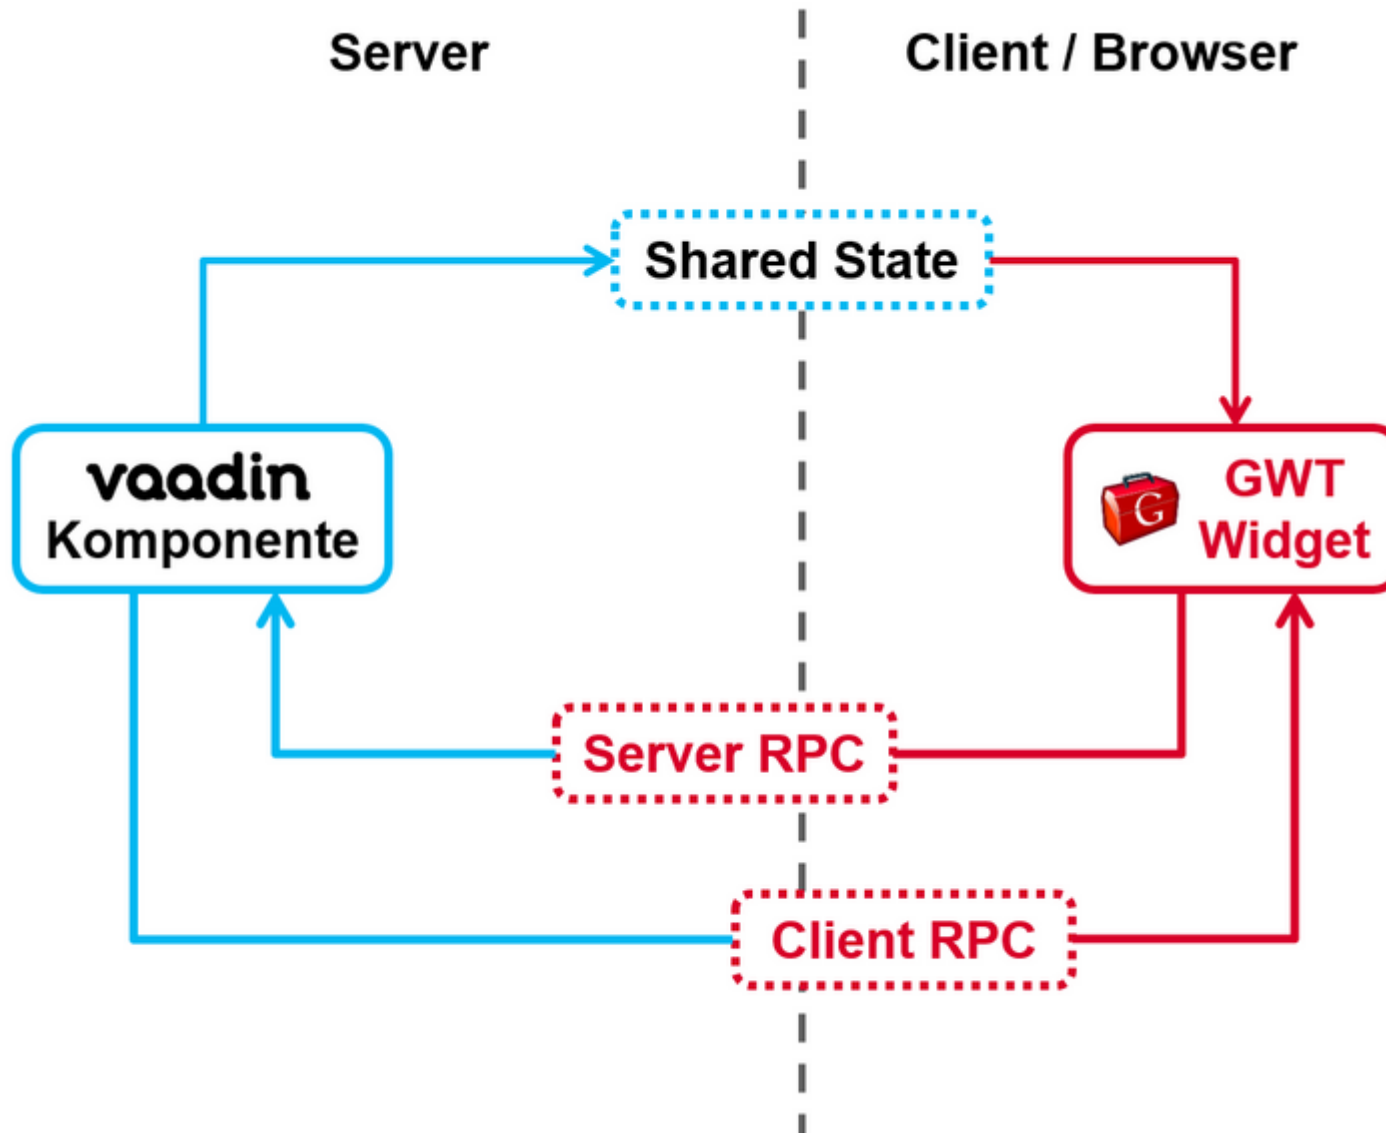 Server
Client / Browser
Shared State
vaadin
Komponente
G
GWT
Widget
Server RPC
Client RPC